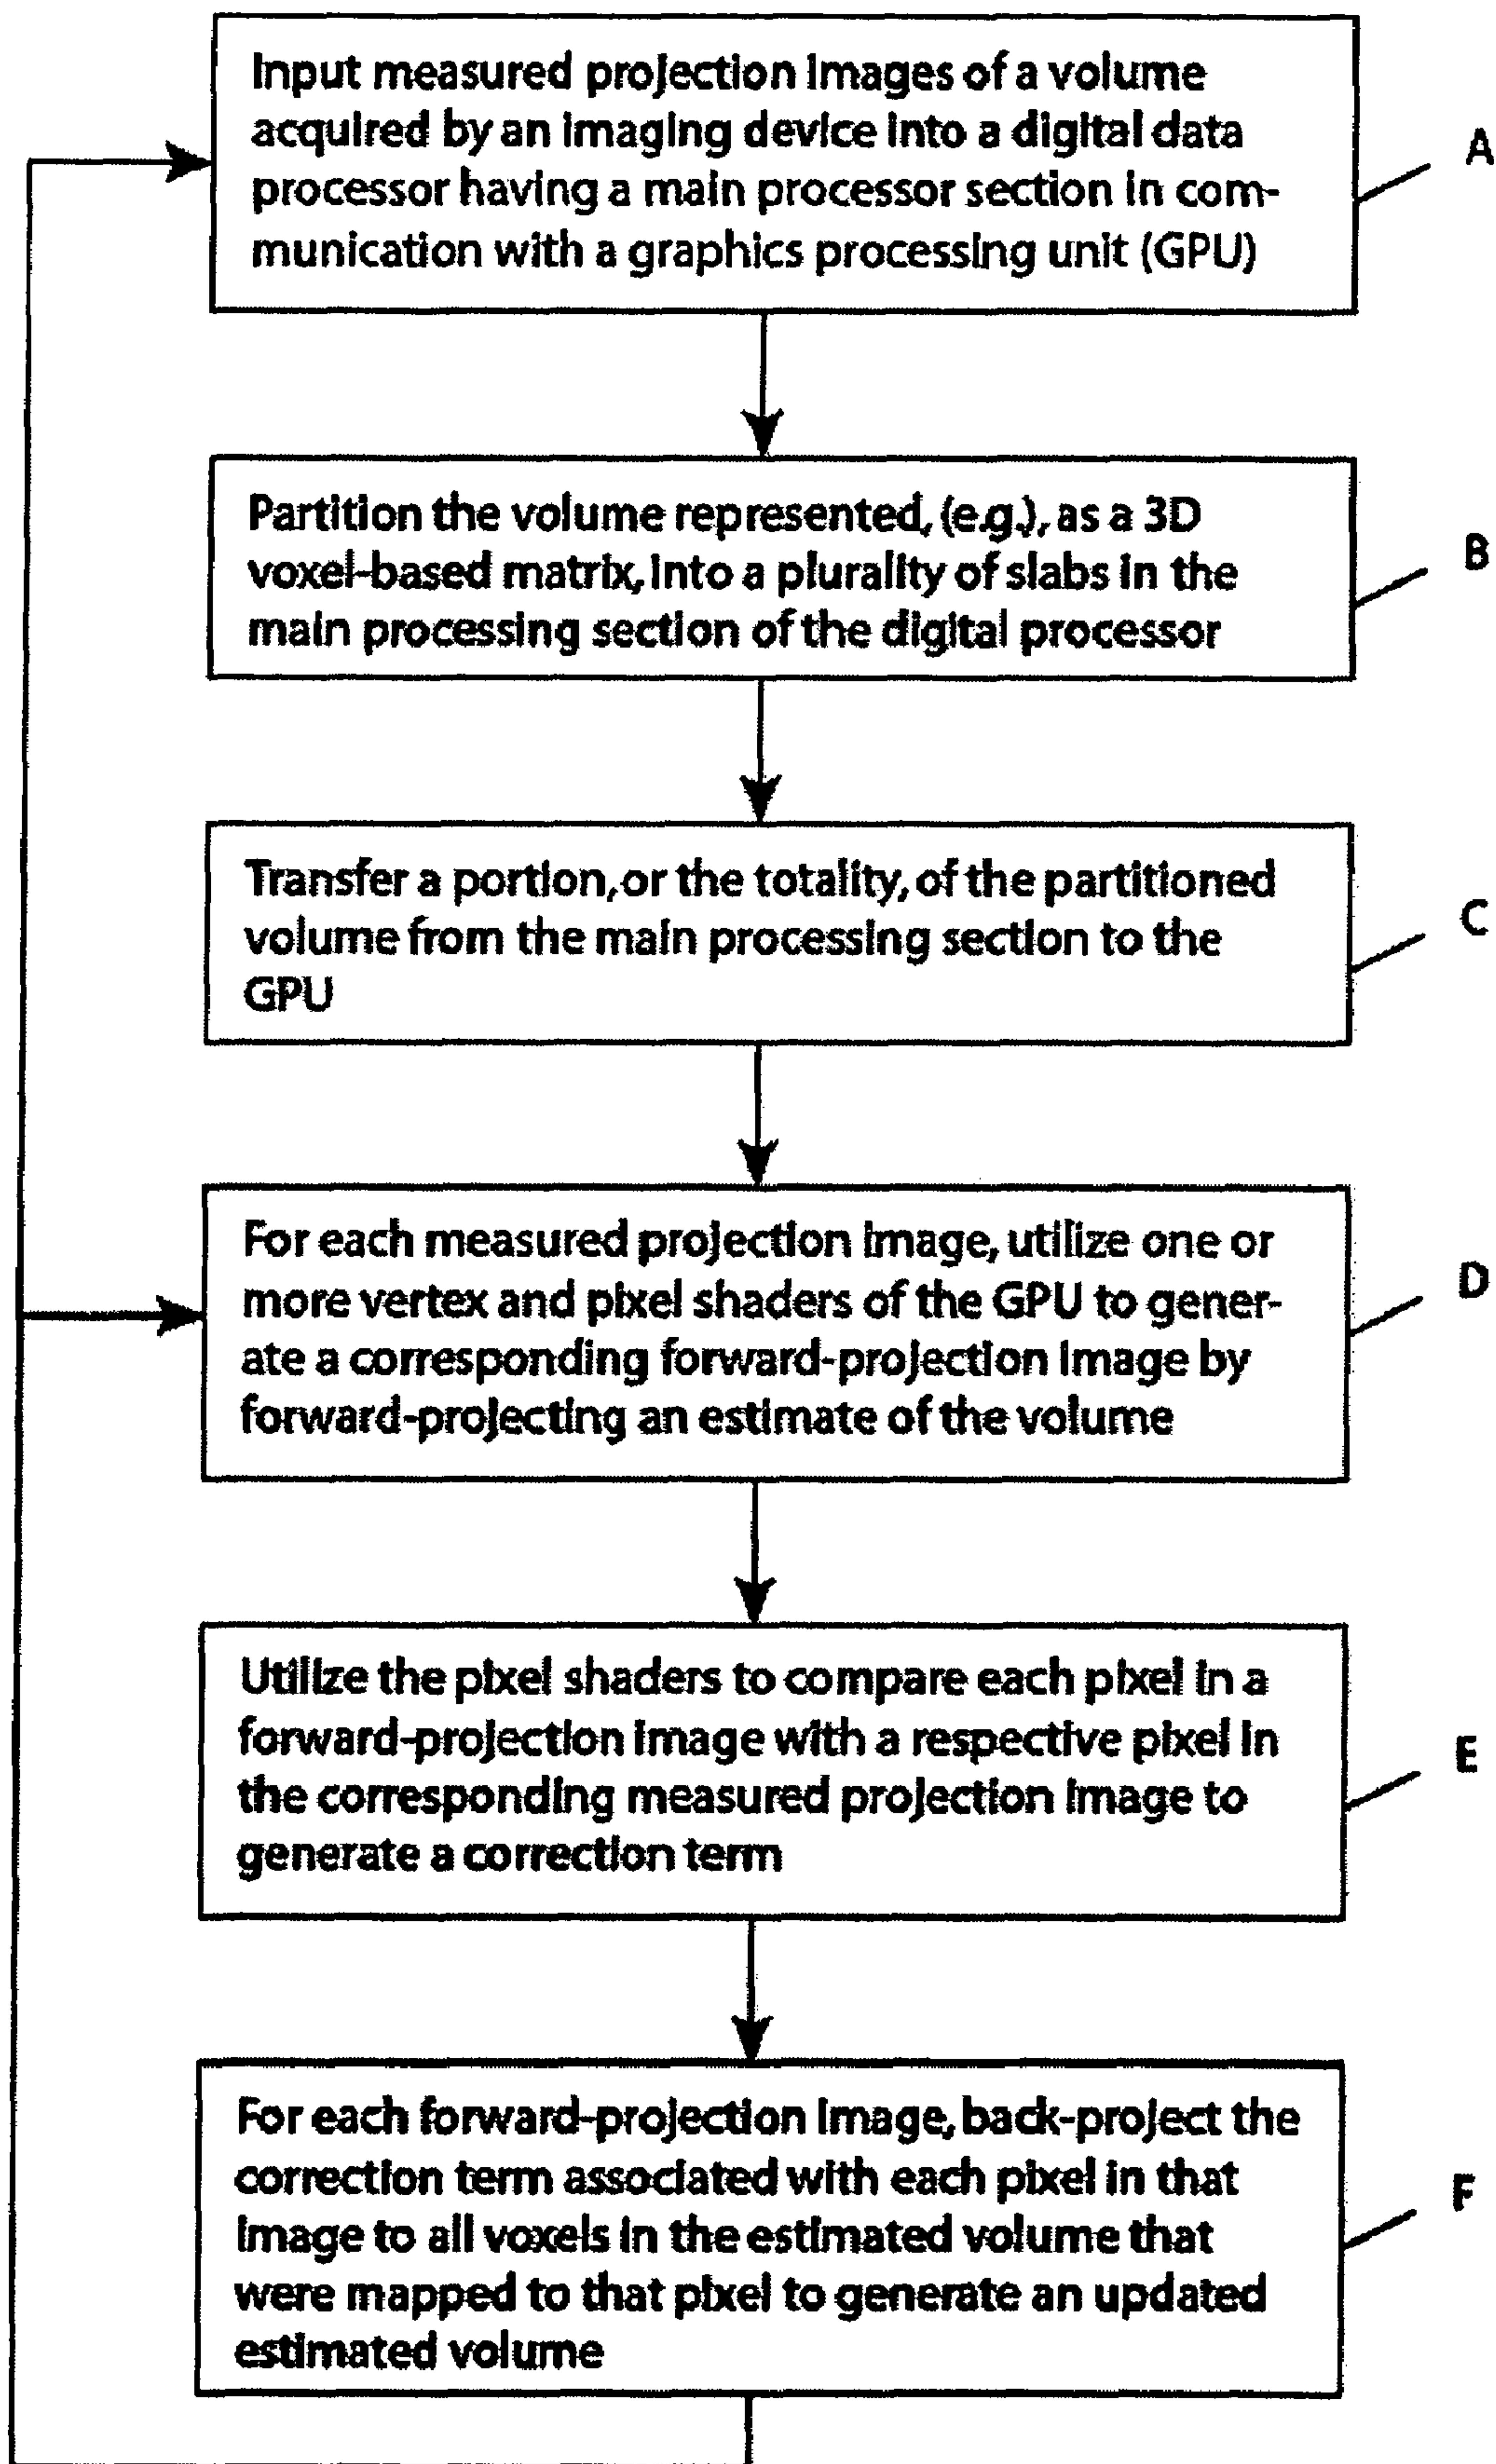 Input measured projection images of a volume
acquired by an imaging device into a digital data
processor having a main processor section in com-
munication with a graphics processing unit (GPU)
A
Partition the volume represented, (e.g.), as a 3D
voxel-based matrix, into a plurality of slabs in the
main processing section of the digital processor
B
Transfer a portion, or the totality, of the partitioned
volume from the main processing section to the
GPU
C
For each measured projection image, utilize one or
more vertex and pixel shaders of the GPU to gener-
ate a corresponding forward-projection image by
forward-projecting an estimate of the volume
D
Utilize the pixel shaders to compare each pixel in a
forward-projection image with a respective pixel in
the corresponding measured projection image to
generate a correction term
E
For each forward-projection image, back-project the
correction term associated with each pixel in that
image to all voxels in the estimated volume that
were mapped to that pixel to generate an updated
estimated volume
F